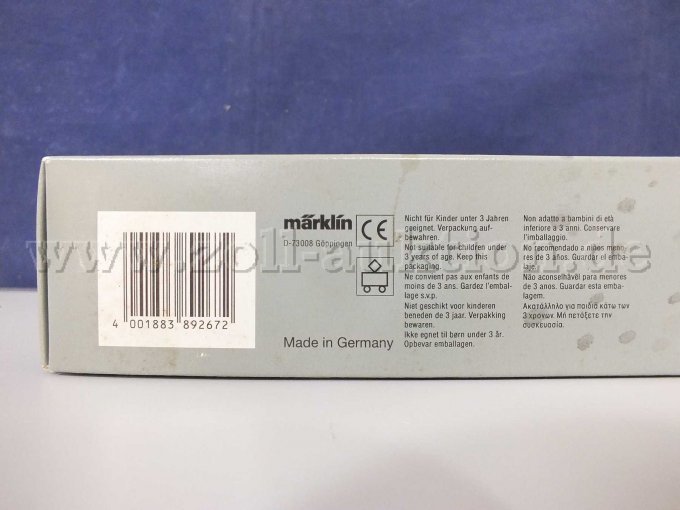 märklin
D-73008 Göppingen
CE
Nicht für Kinder unter 3 Jahren
geeignet. Verpackung auf-
bewahren.
Not suitable for children under
3 years of age. Keep this
packaging.
Ne convient pas aux enfants de
moins de 3 ans. Gardez l'embal-
lage s.v.p.
Niet geschikt voor kinderen
beneden de 3 jaar. Verpakking
bewaren.
Ikke egnet til børn under 3 år.
Opbevar emballagen.
Non adatto a bambini di età
inferiore a 3 anni. Conservare
l'imballaggio.
No recomendado a niños meno-
res de 3 años. Guardar el emba-
laje.
Não aconselhável para menores
de 3 anos. Guardar esta emba-
lagem.
Ακατάλληλο για παιδιά κάτω των
3 χρονων. Μη πετάξετε την
συσκευασία.
4 001883 892672
Made in Germany
www.zoll-auktion.de